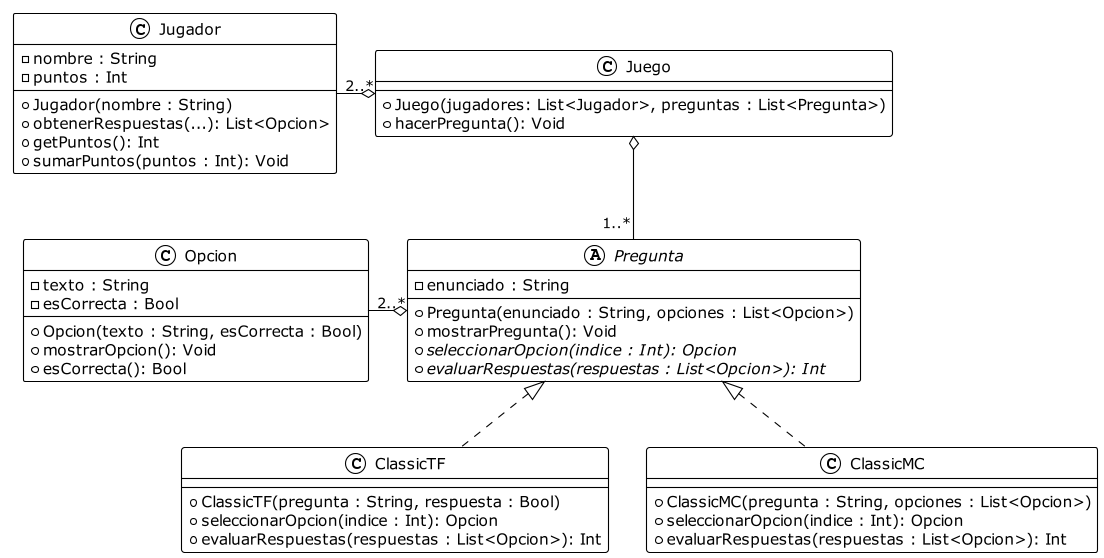 C Jugador
nombre : String
puntos : Int
Jugador(nombre : String)
obtenerRespuestas(...): List<Opcion>
getPuntos(): Int
sumarPuntos(puntos : Int): Void
2..*
C Juego
Juego(jugadores: List<Jugador>, preguntas : List<Pregunta>)
hacerPregunta(): Void
1..*
C Opcion
texto : String
esCorrecta : Bool
Opcion(texto : String, esCorrecta : Bool)
mostrarOpcion(): Void
esCorrecta(): Bool
2..*
A Pregunta
enunciado : String
Pregunta(enunciado : String, opciones : List<Opcion>)
mostrarPregunta(): Void
seleccionarOpcion(indice : Int): Opcion
evaluarRespuestas(respuestas : List<Opcion>): Int
C ClassicTF
ClassicTF(pregunta : String, respuesta : Bool)
seleccionarOpcion(indice : Int): Opcion
evaluarRespuestas(respuestas : List<Opcion>): Int
C ClassicMC
ClassicMC(pregunta : String, opciones : List<Opcion>)
seleccionarOpcion(indice : Int): Opcion
evaluarRespuestas(respuestas : List<Opcion>): Int